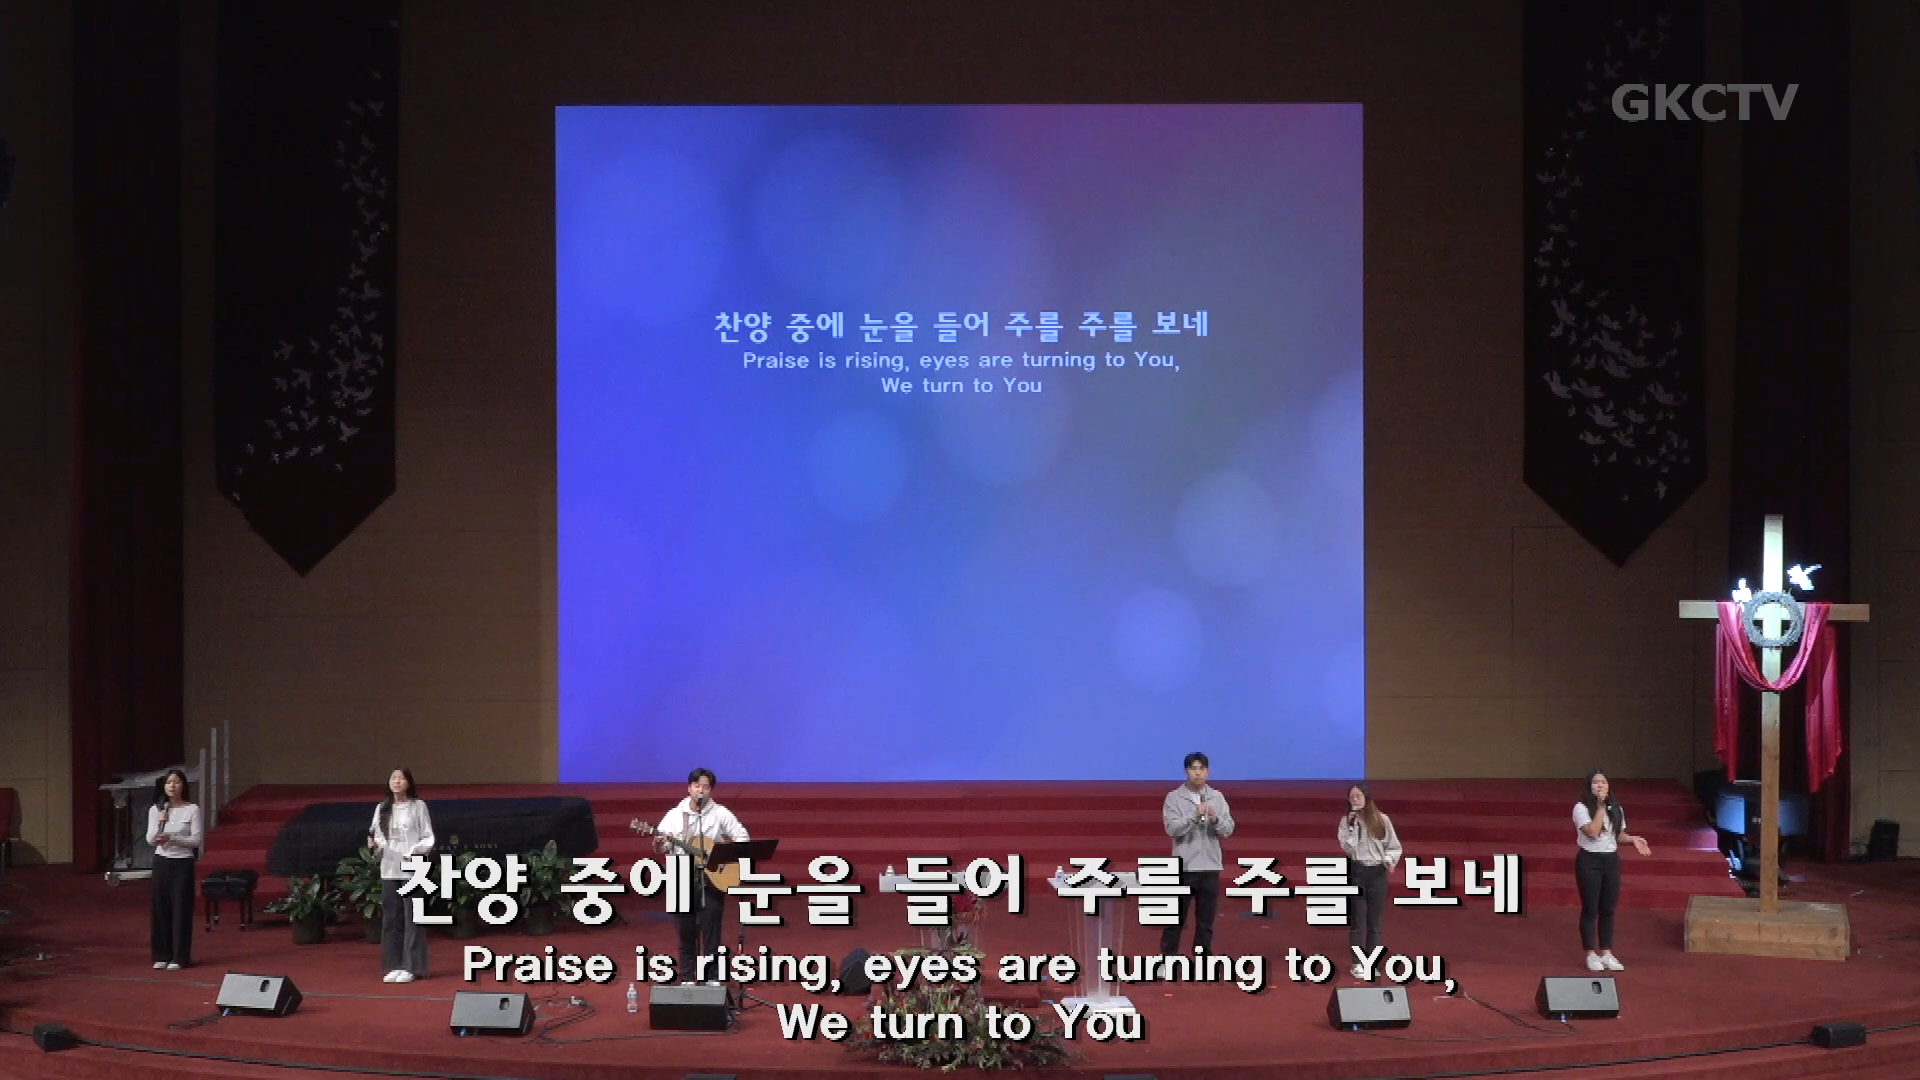 GKCTV
찬양 중에 눈을 들어 주를 주를 보네
Praise is rising, eyes are turning to You,
We turn to You
찬양 중에 눈을 들어 주를 주를 보네
Praise is rising, eyes are turning to You,
We turn to You